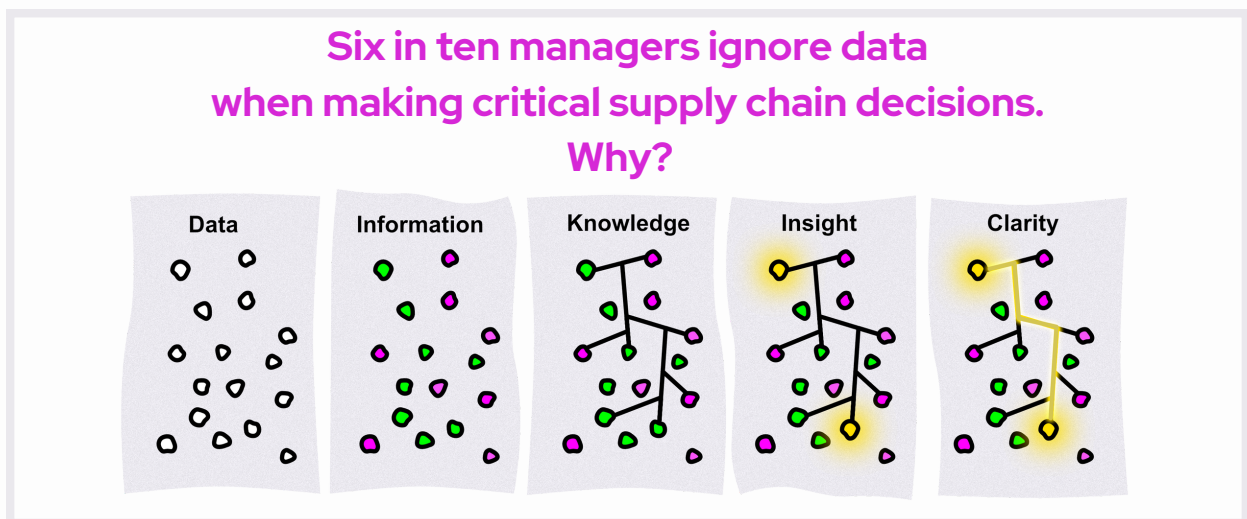 Six in ten managers ignore data
when making critical supply chain decisions.
Why?
Data
Information
Knowledge
Insight
Clarity